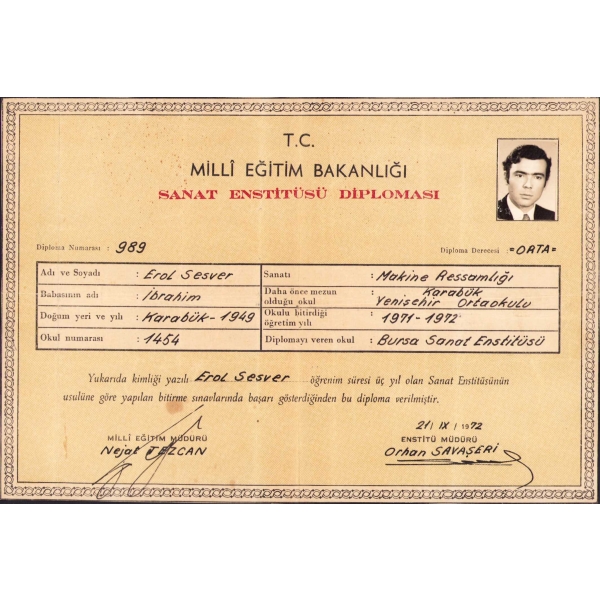 T.C.
MİLLÎ EĞİTİM BAKANLIĞI
SANAT ENSTİTÜSÜ DİPLOMASI
Diploma Numarası : 989
Diploma Derecesi : =ORTA=
Adı ve Soyadı : Erol Sesver
Babasının adı : İbrahim
Doğum yeri ve yılı : Karabük-1949
Okul numarası : 1454
Sanatı : Makine Ressamlığı
Daha önce mezun olduğu okul : Karabük Yenişehir Ortaokulu
Okulu bitirdiği öğretim yılı : 1971-1972
Diplomayı veren okul : Bursa Sanat Enstitüsü
Yukarıda kimliği yazılı Erol Sesver öğrenim süresi üç yıl olan Sanat Enstitüsünün
usulüne göre yapılan bitirme sınavlarında başarı gösterdiğinden bu diploma verilmiştir.
MİLLÎ EĞİTİM MÜDÜRÜ
Nejat TEZCAN
21/ IX / 1972
ENSTİTÜ MÜDÜRÜ
Orhan SAVAŞERİ